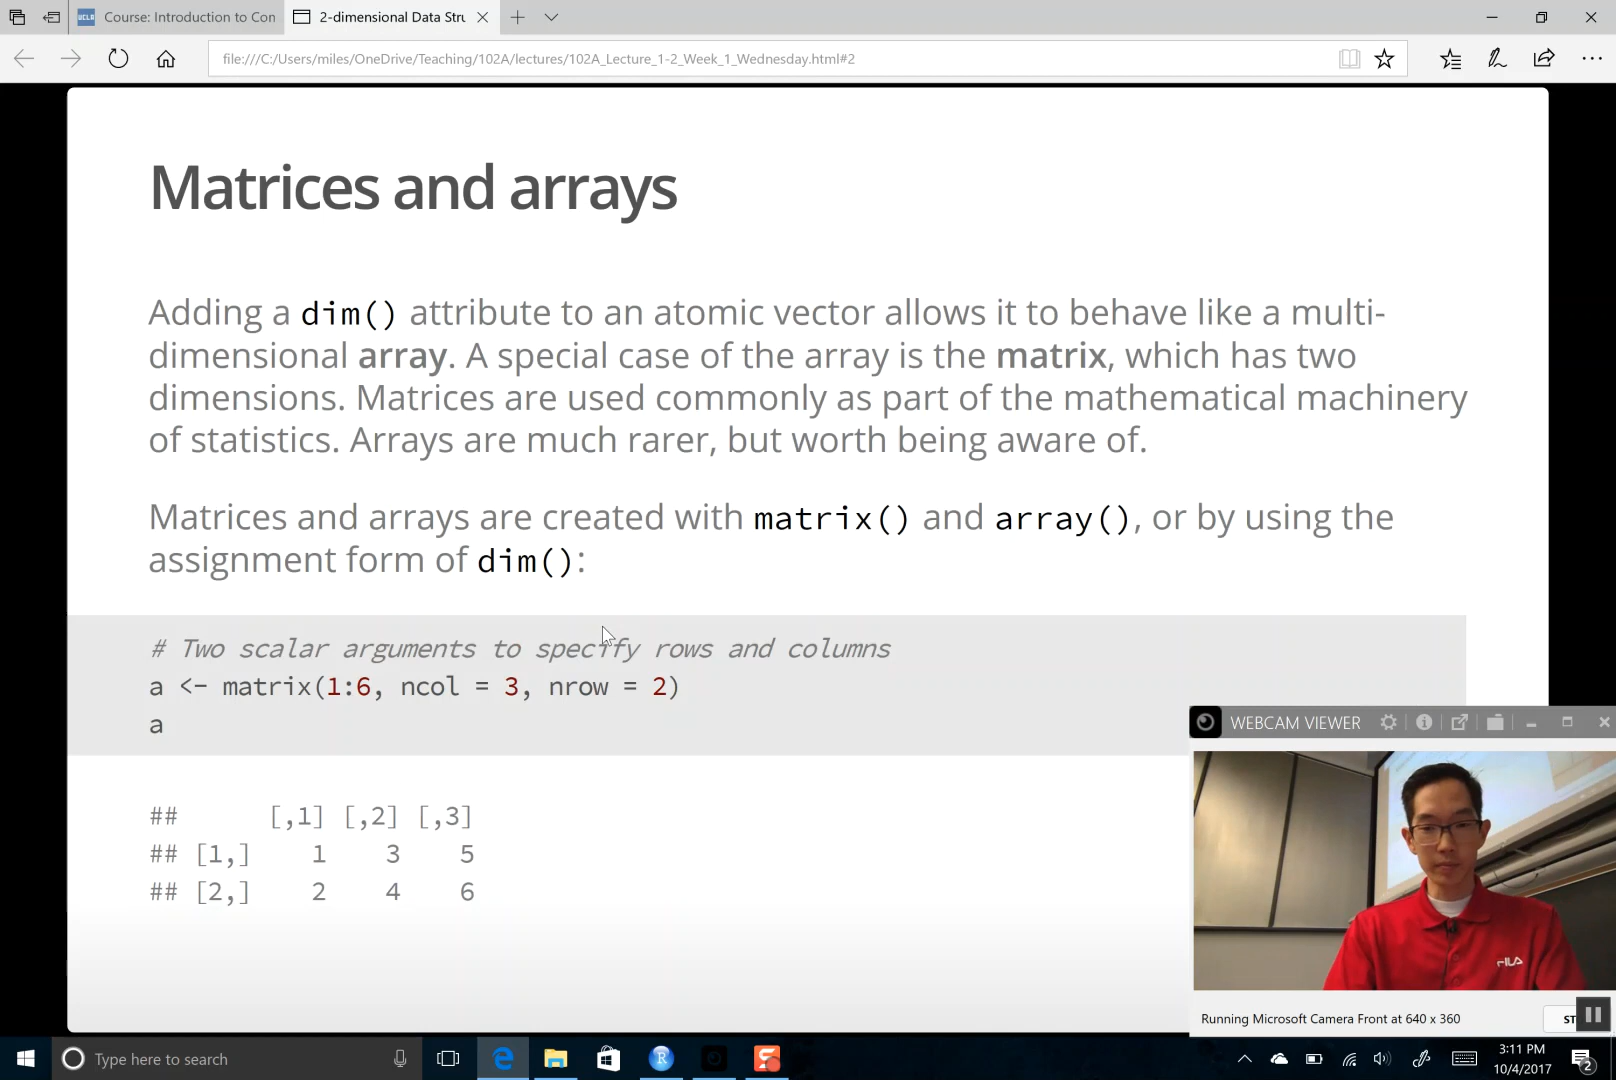 UCLA Course: Introduction to Con
2-dimensional Data Stru
file:///C:/Users/miles/OneDrive/Teaching/102A/lectures/102A_Lecture_1-2_Week_1_Wednesday.html#2
Matrices and arrays
Adding a dim() attribute to an atomic vector allows it to behave like a multi-
dimensional array. A special case of the array is the matrix, which has two
dimensions. Matrices are used commonly as part of the mathematical machinery
of statistics. Arrays are much rarer, but worth being aware of.
Matrices and arrays are created with matrix() and array(), or by using the
assignment form of dim():
# Two scalar arguments to specify rows and columns
a <- matrix(1:6, ncol = 3, nrow = 2)
a
##      [,1] [,2] [,3]
## [1,]    1    3    5
## [2,]    2    4    6
WEBCAM VIEWER
FILA
Running Microsoft Camera Front at 640 x 360
ST
Type here to search
R
3:11 PM
10/4/2017
2